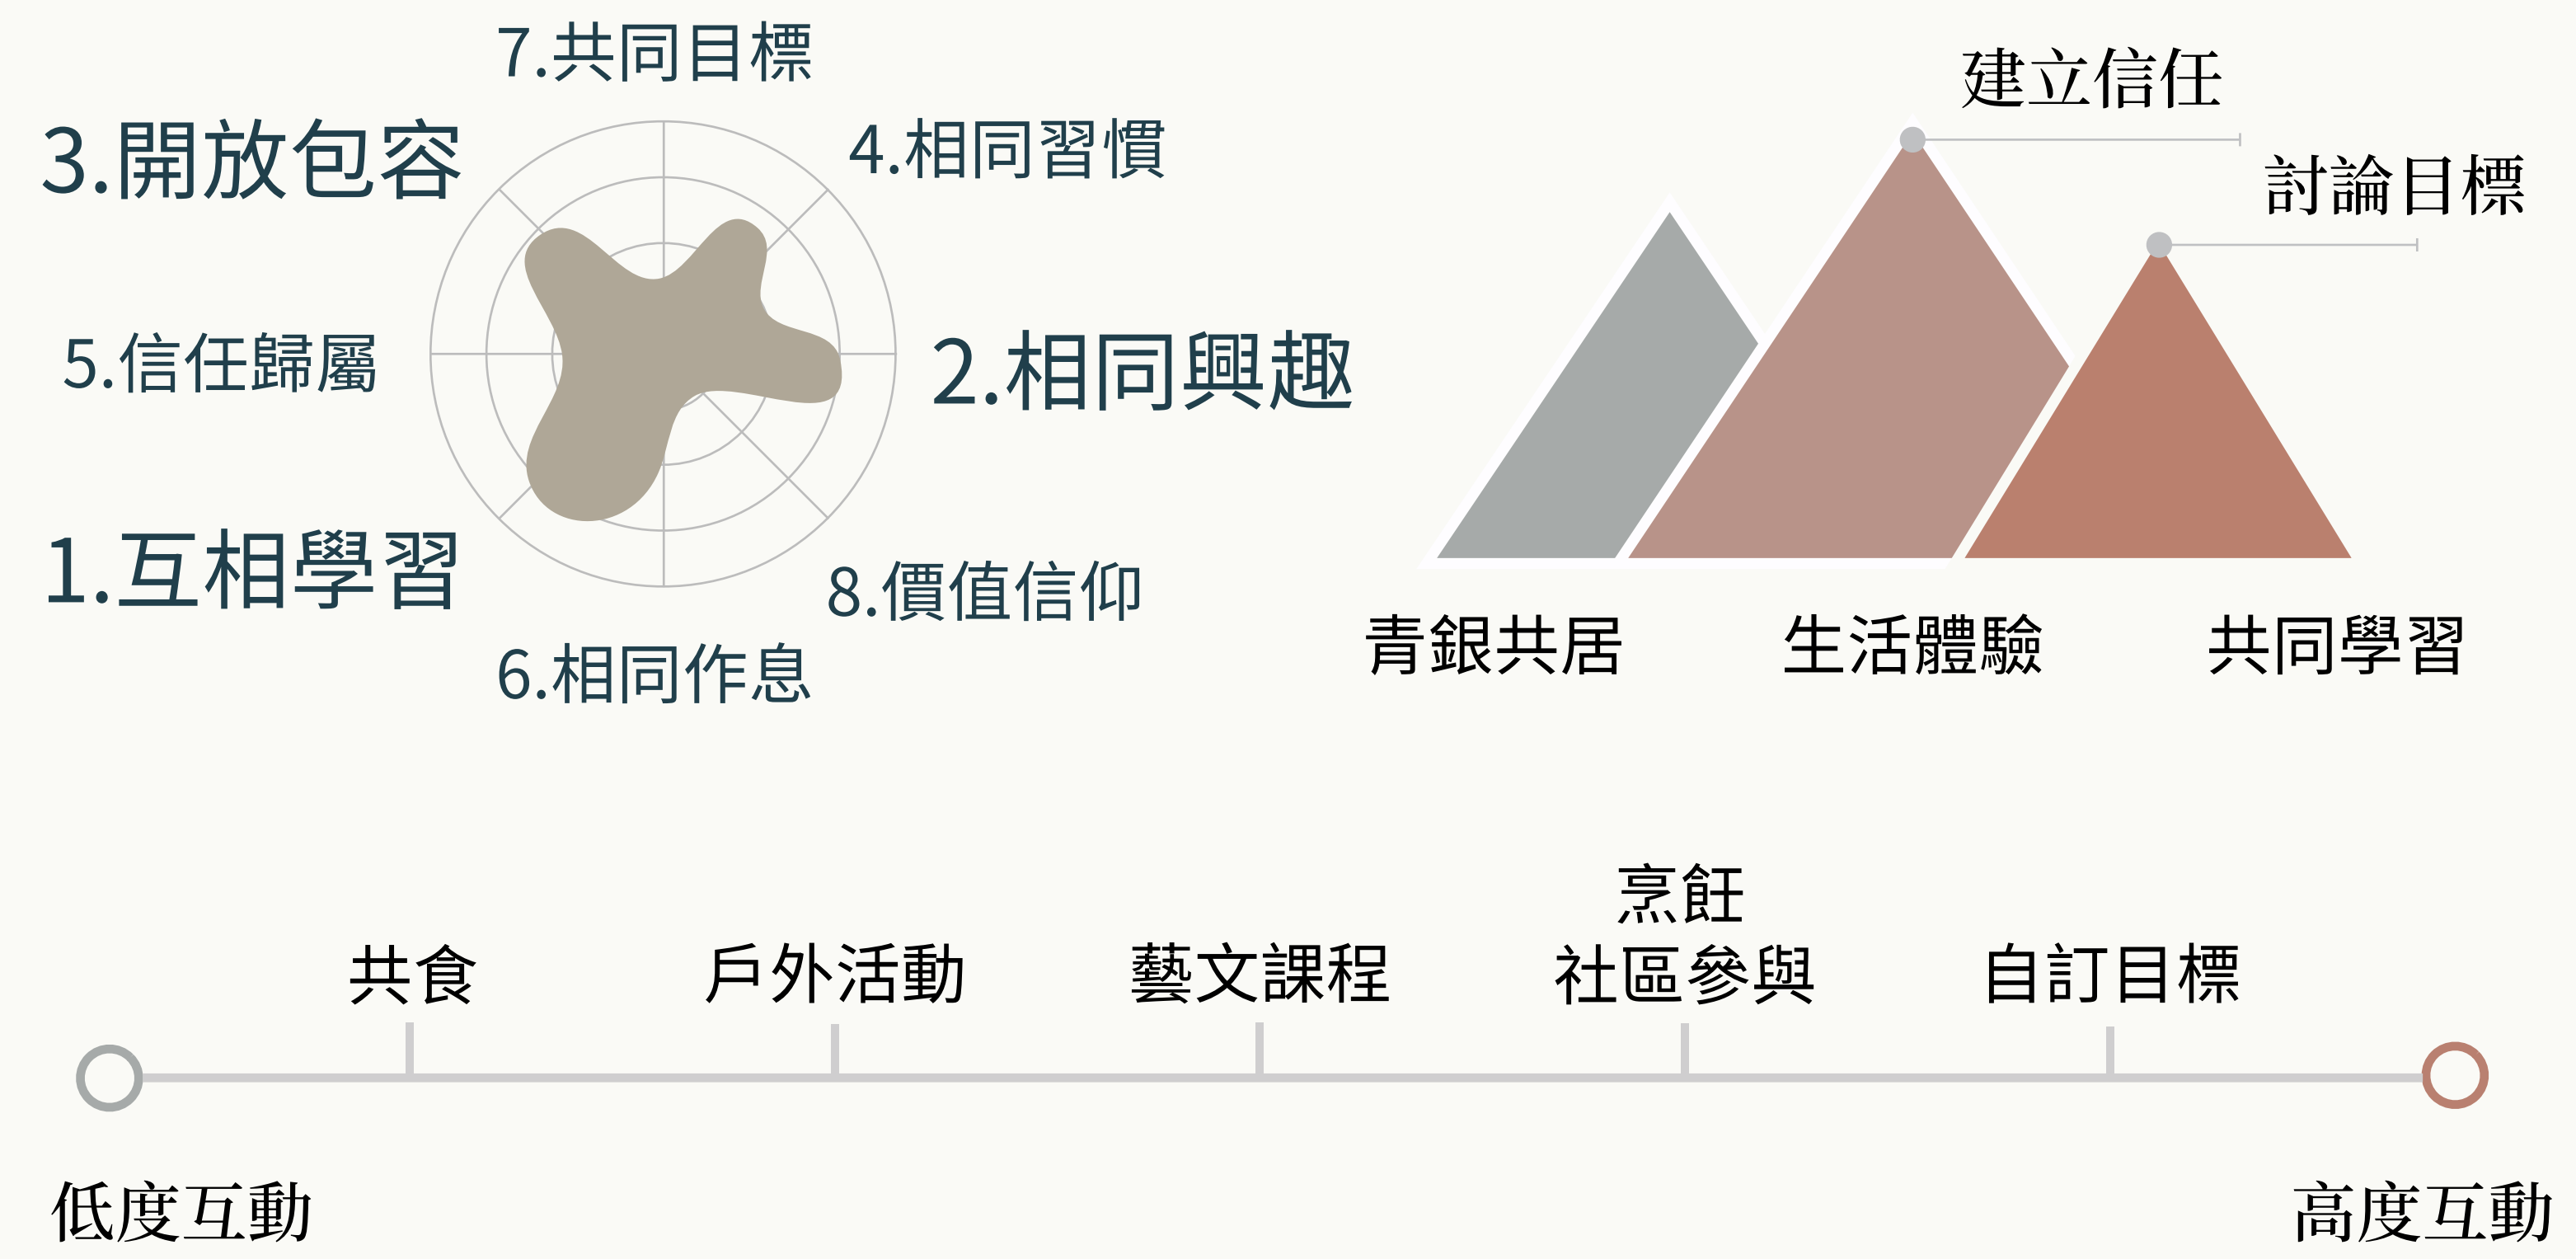 7.共同目標
3.開放包容
4.相同習慣
5.信任歸屬
2.相同興趣
1.互相學習
8.價值信仰
6.相同作息
建立信任
討論目標
青銀共居
生活體驗
共同學習
共食
戶外活動
藝文課程
烹飪
社區參與
自訂目標
低度互動
高度互動